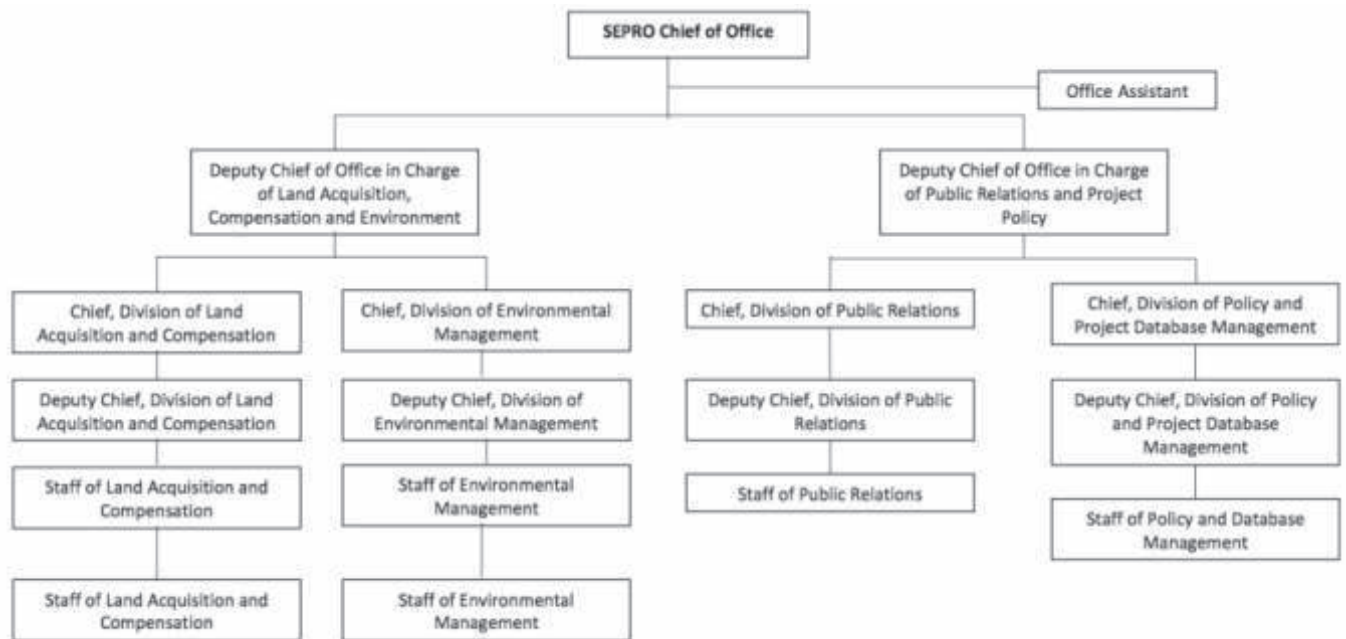 SEPRO Chief of Office
Office Assistant
Deputy Chief of Office in Charge
of Land Acquisition,
Compensation and Environment
Deputy Chief of Office in Charge
of Public Relations and Project
Policy
Chief, Division of Land
Acquisition and Compensation
Chief, Division of Environmental
Management
Chief, Division of Public Relations
Chief, Division of Policy and
Project Database Management
Deputy Chief, Division of Land
Acquisition and Compensation
Deputy Chief, Division of
Environmental Management
Deputy Chief, Division of Public
Relations
Deputy Chief, Division of Policy
and Project Database
Management
Staff of Land Acquisition and
Compensation
Staff of Environmental
Management
Staff of Public Relations
Staff of Policy and Database
Management
Staff of Land Acquisition and
Compensation
Staff of Environmental
Management